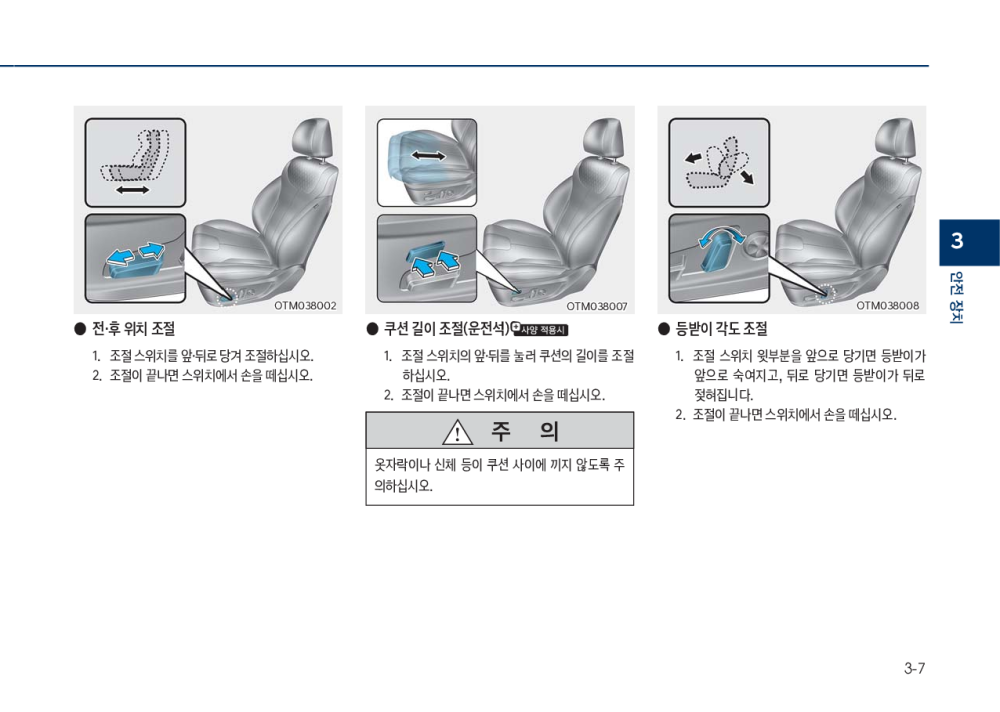 OTM038002
● 전·후 위치 조절
1. 조절 스위치를 앞·뒤로 당겨 조절하십시오.
2. 조절이 끝나면 스위치에서 손을 떼십시오.
OTM038007
● 쿠션 길이 조절(운전석) 사양 적용시
1. 조절 스위치의 앞·뒤를 눌러 쿠션의 길이를 조절
하십시오.
2. 조절이 끝나면 스위치에서 손을 떼십시오.
주 의
옷자락이나 신체 등이 쿠션 사이에 끼지 않도록 주
의하십시오.
OTM038008
● 등받이 각도 조절
1. 조절 스위치 윗부분을 앞으로 당기면 등받이가
앞으로 숙여지고, 뒤로 당기면 등받이가 뒤로
젖혀집니다.
2. 조절이 끝나면 스위치에서 손을 떼십시오.
3
안전 장치
3-7